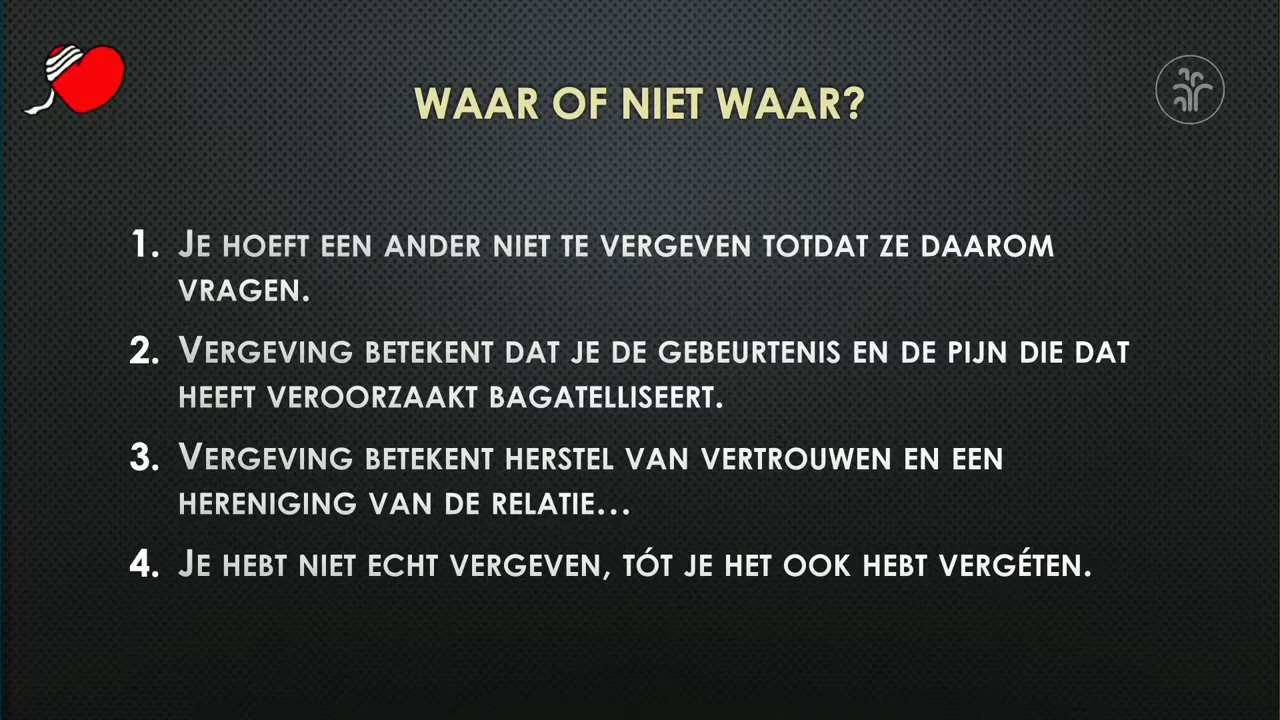 WAAR OF NIET WAAR?
1. JE HOEFT EEN ANDER NIET TE VERGEVEN TOTDAT ZE DAAROM
VRAGEN.
2. VERGEVING BETEKENT DAT JE DE GEBEURTENIS EN DE PIJN DIE DAT
HEEFT VEROORZAAKT BAGATELLISEERT.
3. VERGEVING BETEKENT HERSTEL VAN VERTROUWEN EN EEN
HERENIGING VAN DE RELATIE...
4. JE HEBT NIET ECHT VERGEVEN, TÓT JE HET OOK HEBT VERGÉTEN.